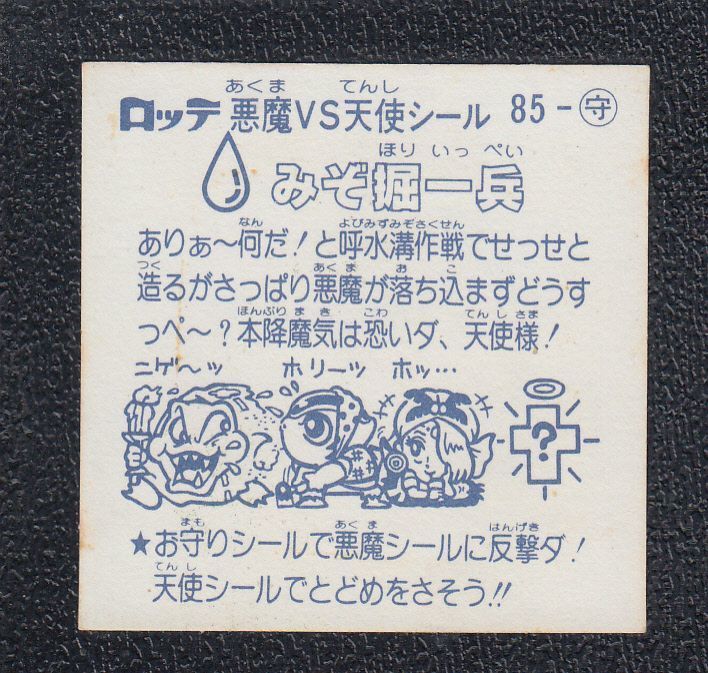 あくま てんし
ロッテ 悪魔VS天使シール 85-守
ほり いっ ぺい
みぞ掘一兵
なん よびみずみぞさくせん
ありぁ〜何だ！と呼水溝作戦でせっせと
つく あくま お こ
造るがさっぱり悪魔が落ち込まずどうす
ほんぶりまき こわ てんしさま
っぺ〜？本降魔気は恐いダ、天使様！
ニゲ〜ッ ホリーッ ホッ…
?
まも あくま はんげき
★お守りシールで悪魔シールに反撃ダ！
てんし
天使シールでとどめをさそう!!